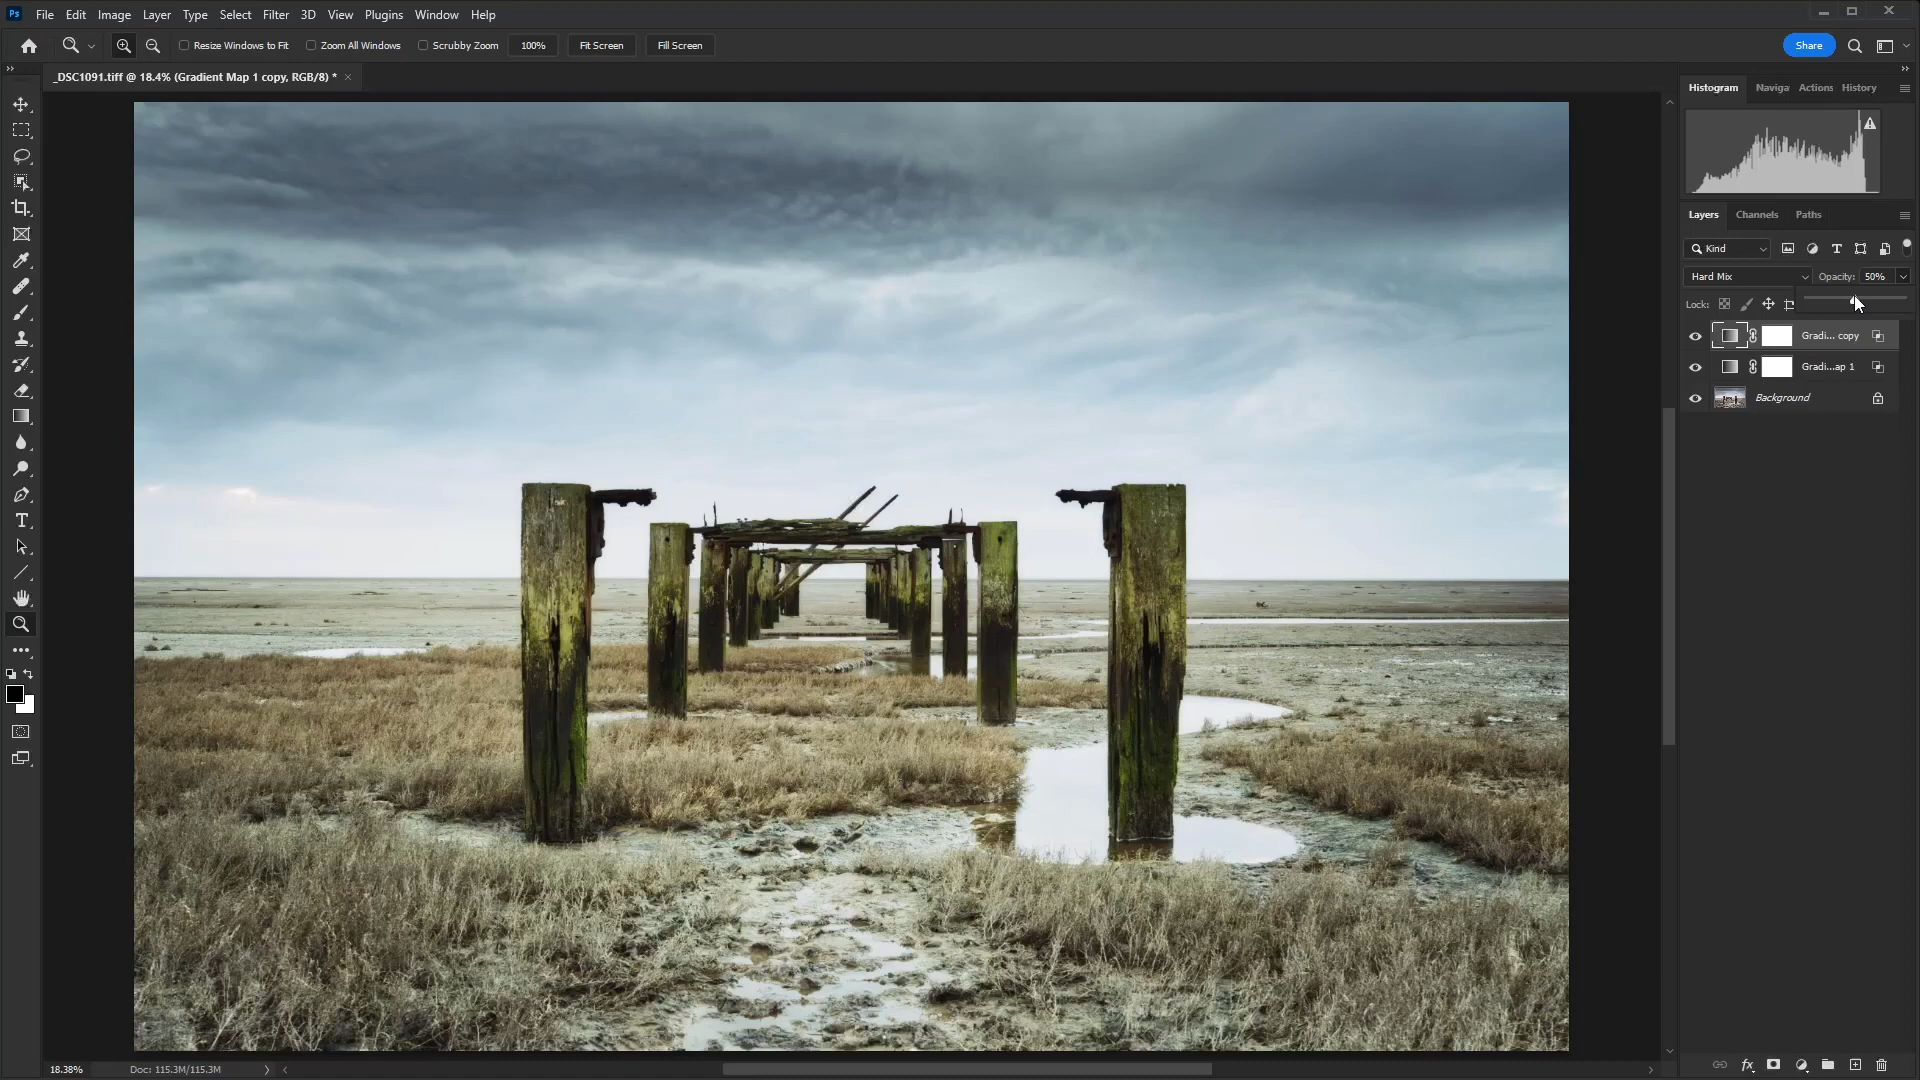 Ps File Edit Image Layer Type Select Filter 3D View Plugins Window Help
Resize Windows to Fit Zoom All Windows Scrubby Zoom 100% Fit Screen Fill Screen Share
_DSC1091.tiff @ 18.4% (Gradient Map 1 copy, RGB/8) * ×
Histogram Naviga Actions History
Layers Channels Paths
Kind
Hard Mix Opacity: 50%
Lock:
Gradi... copy
Gradi...ap 1
Background
18.38% Doc: 115.3M/115.3M